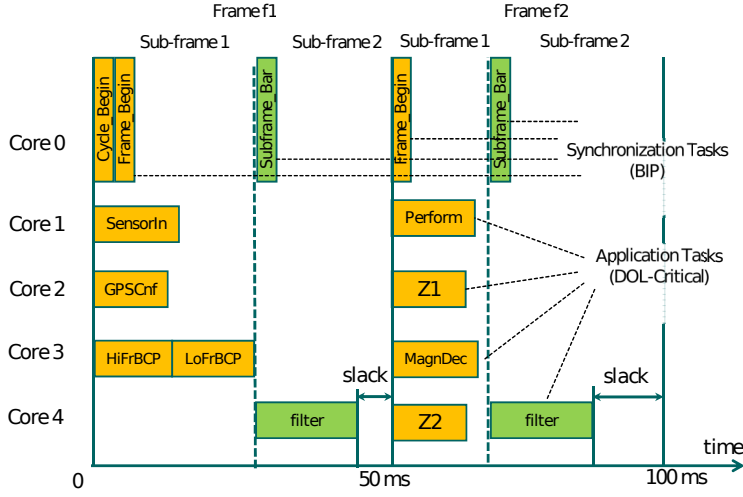 Frame f1
Frame f2
Sub-frame 1
Sub-frame 2
Sub-frame 1
Sub-frame 2
Core 0
Cycle_Begin
Frame_Begin
Subframe_Bar
Frame_Begin
Subframe_Bar
Synchronization Tasks
(BIP)
Core 1
SensorIn
Perform
Application Tasks
(DOL-Critical)
Core 2
GPSCnf
Z1
Core 3
HiFrBCP
LoFrBCP
MagnDec
slack
slack
Core 4
filter
Z2
filter
time
0
50 ms
100 ms